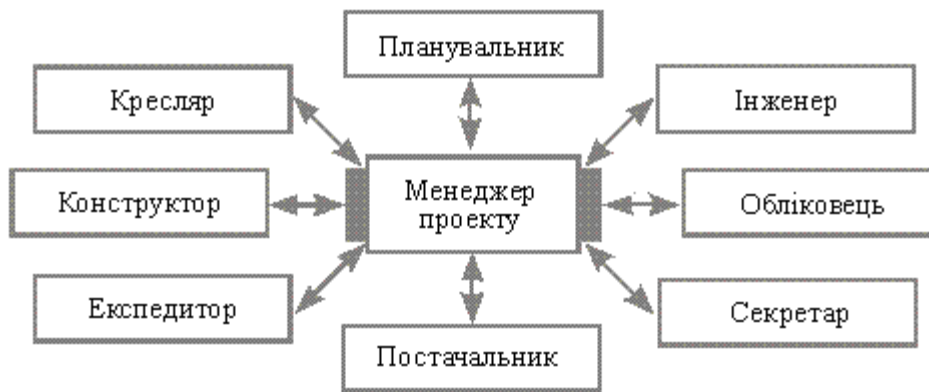 Планувальник
Кресляр
Інженер
Конструктор
Менеджер
проекту
Обліковець
Експедитор
Секретар
Постачальник